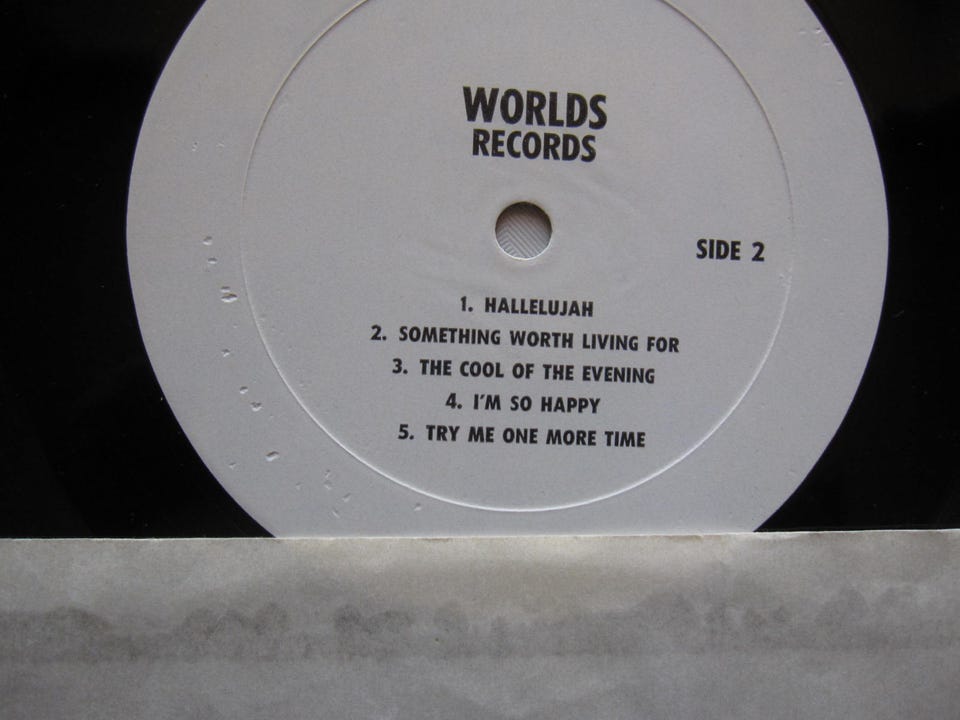 WORLDS
RECORDS
SIDE 2
1. HALLELUJAH
2. SOMETHING WORTH LIVING FOR
3. THE COOL OF THE EVENING
4. I'M SO HAPPY
5. TRY ME ONE MORE TIME